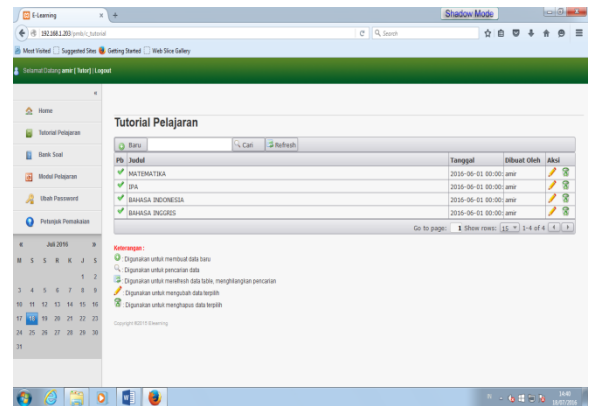 E-Learning
Shadow Mode
192.168.1.203/pmb/c_tutorial
Search
Most Visited Suggested Sites Getting Started Web Slice Gallery
Selamat Datang amir [ Tutor] | Logout
«
Home
Tutorial Pelajaran
Bank Soal
Modul Pelajaran
Ubah Password
Petunjuk Pemakaian
« Juli 2016 »
M S S R K J S
1 2
3 4 5 6 7 8 9
10 11 12 13 14 15 16
17 18 19 20 21 22 23
24 25 26 27 28 29 30
31
Tutorial Pelajaran
Baru Cari Refresh
Pb Judul Tanggal Dibuat Oleh Aksi
MATEMATIKA 2016-06-01 00:00: amir
IPA 2016-06-01 00:00: amir
BAHASA INDONESIA 2016-06-01 00:00: amir
BAHASA INGGRIS 2016-06-01 00:00: amir
Go to page: 1 Show rows: 15 1-4 of 4
Keterangan :
: Digunakan untuk membuat data baru
: Digunakan untuk pencarian data
: Digunakan untuk merefresh data table, menghilangkan pencarian
: Digunakan untuk mengubah data terpilih
: Digunakan untuk menghapus data terpilih
Copyright ©2015 E-learning
14:40
18/07/2016